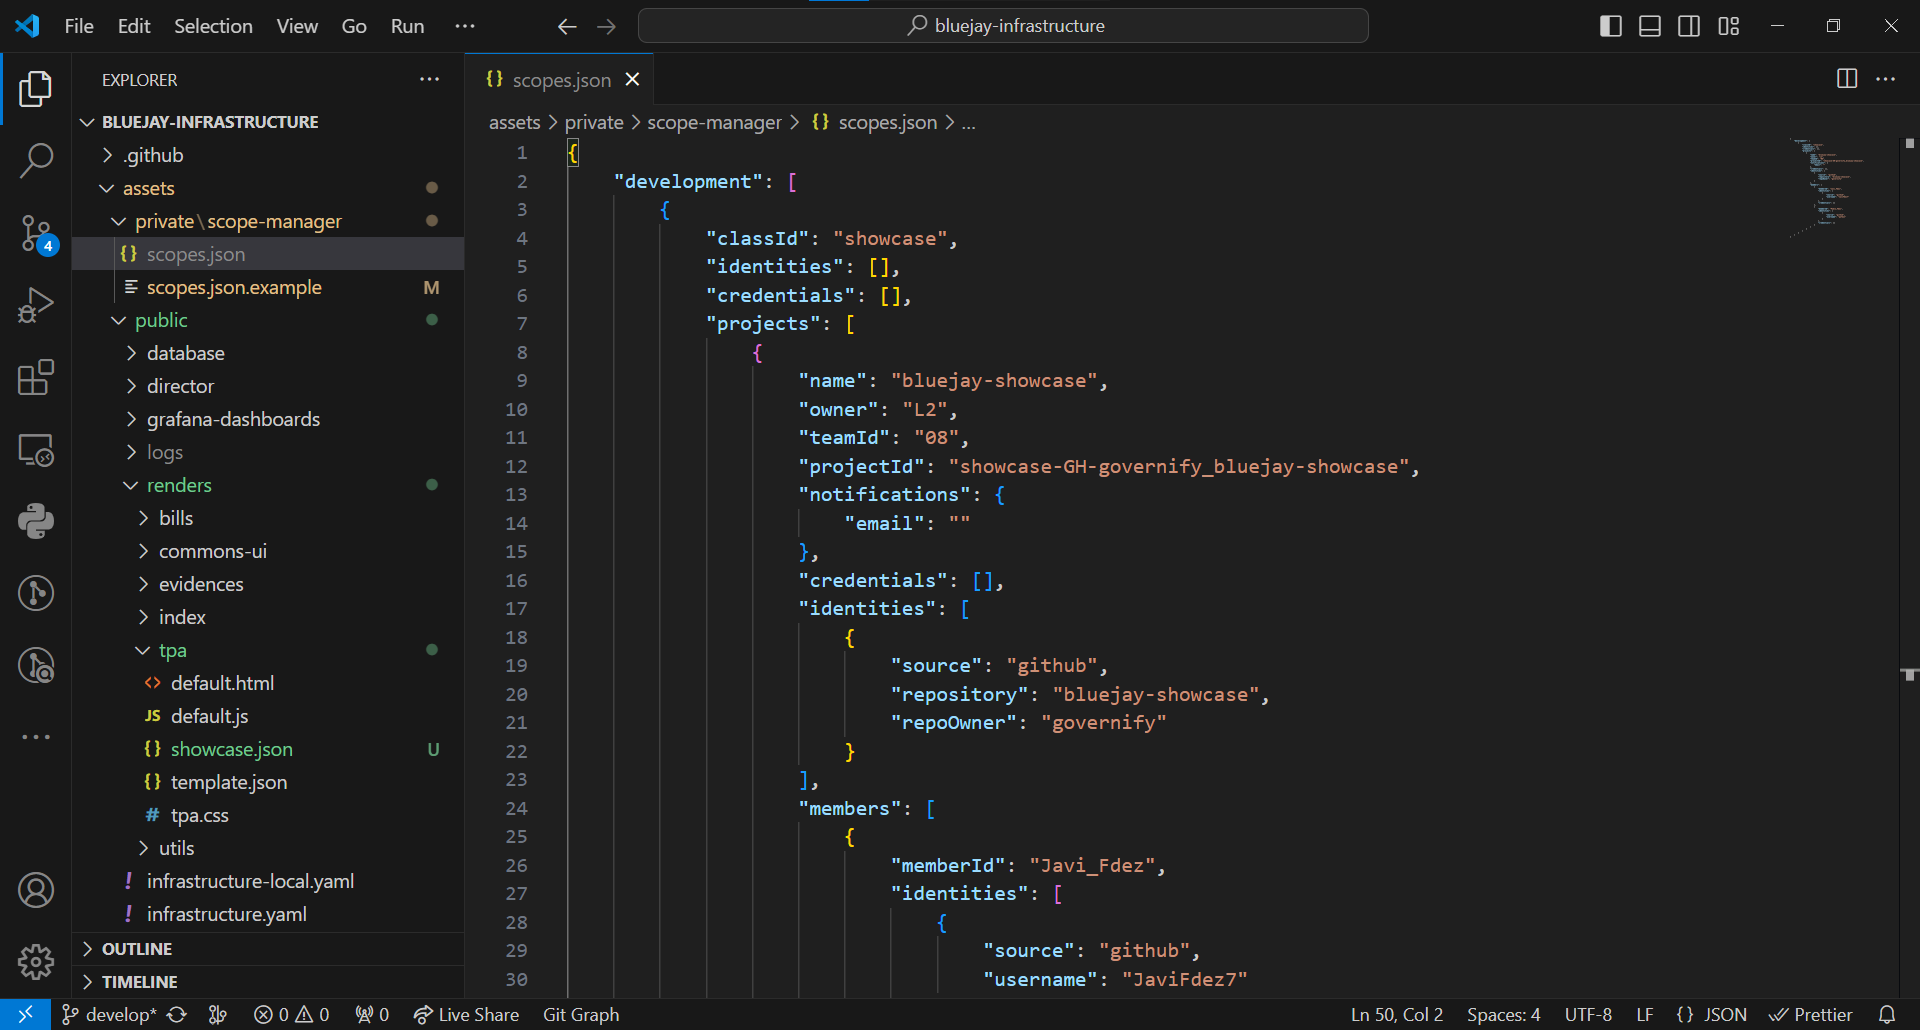 File Edit Selection View Go Run ···
bluejay-infrastructure
EXPLORER
BLUEJAY-INFRASTRUCTURE
.github
assets
private\scope-manager
{} scopes.json
scopes.json.example M
public
database
director
grafana-dashboards
logs
renders
bills
commons-ui
evidences
index
tpa
<> default.html
JS default.js
{} showcase.json U
{} template.json
# tpa.css
utils
! infrastructure-local.yaml
! infrastructure.yaml
OUTLINE
TIMELINE
4
{} scopes.json
assets > private > scope-manager > {} scopes.json > ...
1 {
2 "development": [
3 {
4 "classId": "showcase",
5 "identities": [],
6 "credentials": [],
7 "projects": [
8 {
9 "name": "bluejay-showcase",
10 "owner": "L2",
11 "teamId": "08",
12 "projectId": "showcase-GH-governify_bluejay-showcase",
13 "notifications": {
14 "email": ""
15 },
16 "credentials": [],
17 "identities": [
18 {
19 "source": "github",
20 "repository": "bluejay-showcase",
21 "repoOwner": "governify"
22 }
23 ],
24 "members": [
25 {
26 "memberId": "Javi_Fdez",
27 "identities": [
28 {
29 "source": "github",
30 "username": "JaviFdez7"
develop* 0 0 0 Live Share Git Graph Ln 50, Col 2 Spaces: 4 UTF-8 LF {} JSON Prettier